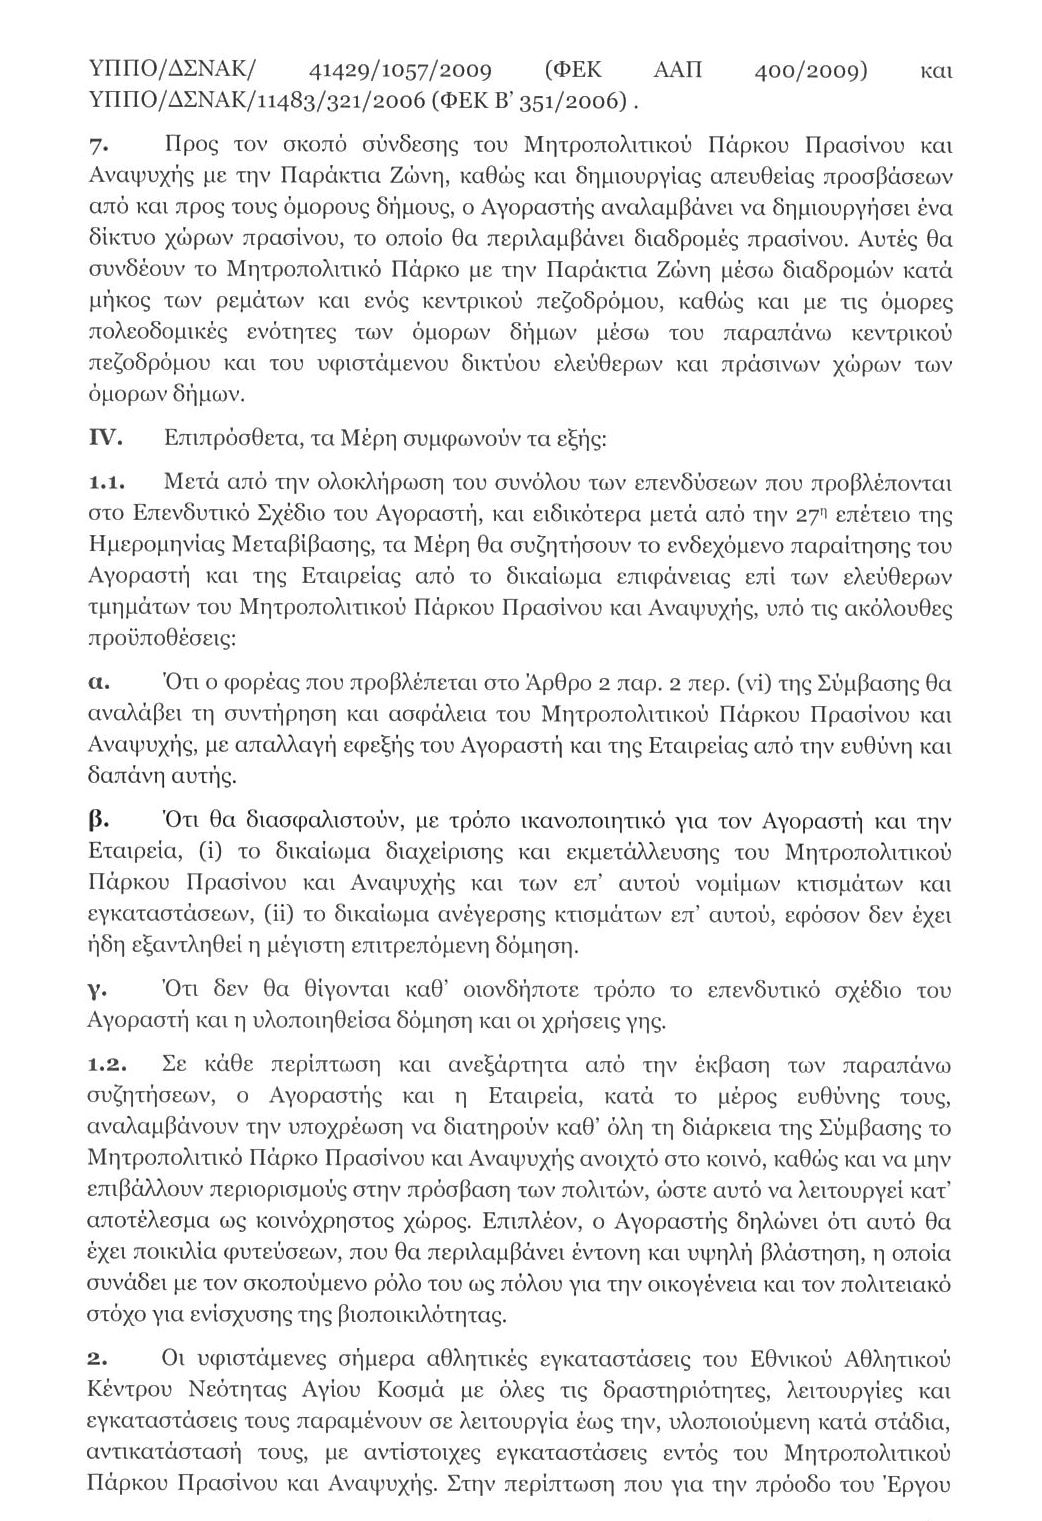 ΥΠΠΟ/ΔΣΝΑΚ/ 41429/1057/2009 (ΦΕΚ ΑΑΠ 400/2009) και
ΥΠΠΟ/ΔΣΝΑΚ/11483/321/2006 (ΦΕΚ Β’ 351/2006) .
7. Προς τον σκοπό σύνδεσης του Μητροπολιτικού Πάρκου Πρασίνου και
Αναψυχής με την Παράκτια Ζώνη, καθώς και δημιουργίας απευθείας προσβάσεων
από και προς τους όμορους δήμους, ο Αγοραστής αναλαμβάνει να δημιουργήσει ένα
δίκτυο χώρων πρασίνου, το οποίο θα περιλαμβάνει διαδρομές πρασίνου. Αυτές θα
συνδέουν το Μητροπολιτικό Πάρκο με την Παράκτια Ζώνη μέσω διαδρομών κατά
μήκος των ρεμάτων και ενός κεντρικού πεζοδρόμου, καθώς και με τις όμορες
πολεοδομικές ενότητες των όμορων δήμων μέσω του παραπάνω κεντρικού
πεζοδρόμου και του υφιστάμενου δικτύου ελεύθερων και πράσινων χώρων των
όμορων δήμων.
IV. Επιπρόσθετα, τα Μέρη συμφωνούν τα εξής:
1.1. Μετά από την ολοκλήρωση του συνόλου των επενδύσεων που προβλέπονται
στο Επενδυτικό Σχέδιο του Αγοραστή, και ειδικότερα μετά από την 27η επέτειο της
Ημερομηνίας Μεταβίβασης, τα Μέρη θα συζητήσουν το ενδεχόμενο παραίτησης του
Αγοραστή και της Εταιρείας από το δικαίωμα επιφάνειας επί των ελεύθερων
τμημάτων του Μητροπολιτικού Πάρκου Πρασίνου και Αναψυχής, υπό τις ακόλουθες
προϋποθέσεις:
α. Ότι ο φορέας που προβλέπεται στο Άρθρο 2 παρ. 2 περ. (vi) της Σύμβασης θα
αναλάβει τη συντήρηση και ασφάλεια του Μητροπολιτικού Πάρκου Πρασίνου και
Αναψυχής, με απαλλαγή εφεξής του Αγοραστή και της Εταιρείας από την ευθύνη και
δαπάνη αυτής.
β. Ότι θα διασφαλιστούν, με τρόπο ικανοποιητικό για τον Αγοραστή και την
Εταιρεία, (i) το δικαίωμα διαχείρισης και εκμετάλλευσης του Μητροπολιτικού
Πάρκου Πρασίνου και Αναψυχής και των επ’ αυτού νομίμων κτισμάτων και
εγκαταστάσεων, (ii) το δικαίωμα ανέγερσης κτισμάτων επ’ αυτού, εφόσον δεν έχει
ήδη εξαντληθεί η μέγιστη επιτρεπόμενη δόμηση.
γ. Ότι δεν θα θίγονται καθ’ οιονδήποτε τρόπο το επενδυτικό σχέδιο του
Αγοραστή και η υλοποιηθείσα δόμηση και οι χρήσεις γης.
1.2. Σε κάθε περίπτωση και ανεξάρτητα από την έκβαση των παραπάνω
συζητήσεων, ο Αγοραστής και η Εταιρεία, κατά το μέρος ευθύνης τους,
αναλαμβάνουν την υποχρέωση να διατηρούν καθ’ όλη τη διάρκεια της Σύμβασης το
Μητροπολιτικό Πάρκο Πρασίνου και Αναψυχής ανοιχτό στο κοινό, καθώς και να μην
επιβάλλουν περιορισμούς στην πρόσβαση των πολιτών, ώστε αυτό να λειτουργεί κατ’
αποτέλεσμα ως κοινόχρηστος χώρος. Επιπλέον, ο Αγοραστής δηλώνει ότι αυτό θα
έχει ποικιλία φυτεύσεων, που θα περιλαμβάνει έντονη και υψηλή βλάστηση, η οποία
συνάδει με τον σκοπούμενο ρόλο του ως πόλου για την οικογένεια και τον πολιτειακό
στόχο για ενίσχυσης της βιοποικιλότητας.
2. Οι υφιστάμενες σήμερα αθλητικές εγκαταστάσεις του Εθνικού Αθλητικού
Κέντρου Νεότητας Αγίου Κοσμά με όλες τις δραστηριότητες, λειτουργίες και
εγκαταστάσεις τους παραμένουν σε λειτουργία έως την, υλοποιούμενη κατά στάδια,
αντικατάστασή τους, με αντίστοιχες εγκαταστάσεις εντός του Μητροπολιτικού
Πάρκου Πρασίνου και Αναψυχής. Στην περίπτωση που για την πρόοδο του Έργου